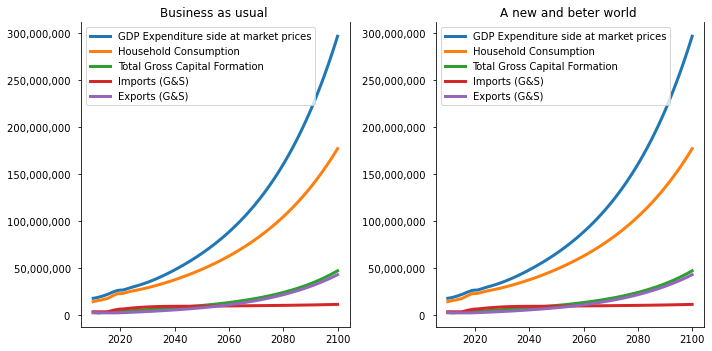 Business as usual
300,000,000
250,000,000
200,000,000
150,000,000
100,000,000
50,000,000
0
GDP Expenditure side at market prices
Household Consumption
Total Gross Capital Formation
Imports (G&S)
Exports (G&S)
2020 2040 2060 2080 2100
A new and beter world
300,000,000
250,000,000
200,000,000
150,000,000
100,000,000
50,000,000
0
GDP Expenditure side at market prices
Household Consumption
Total Gross Capital Formation
Imports (G&S)
Exports (G&S)
2020 2040 2060 2080 2100